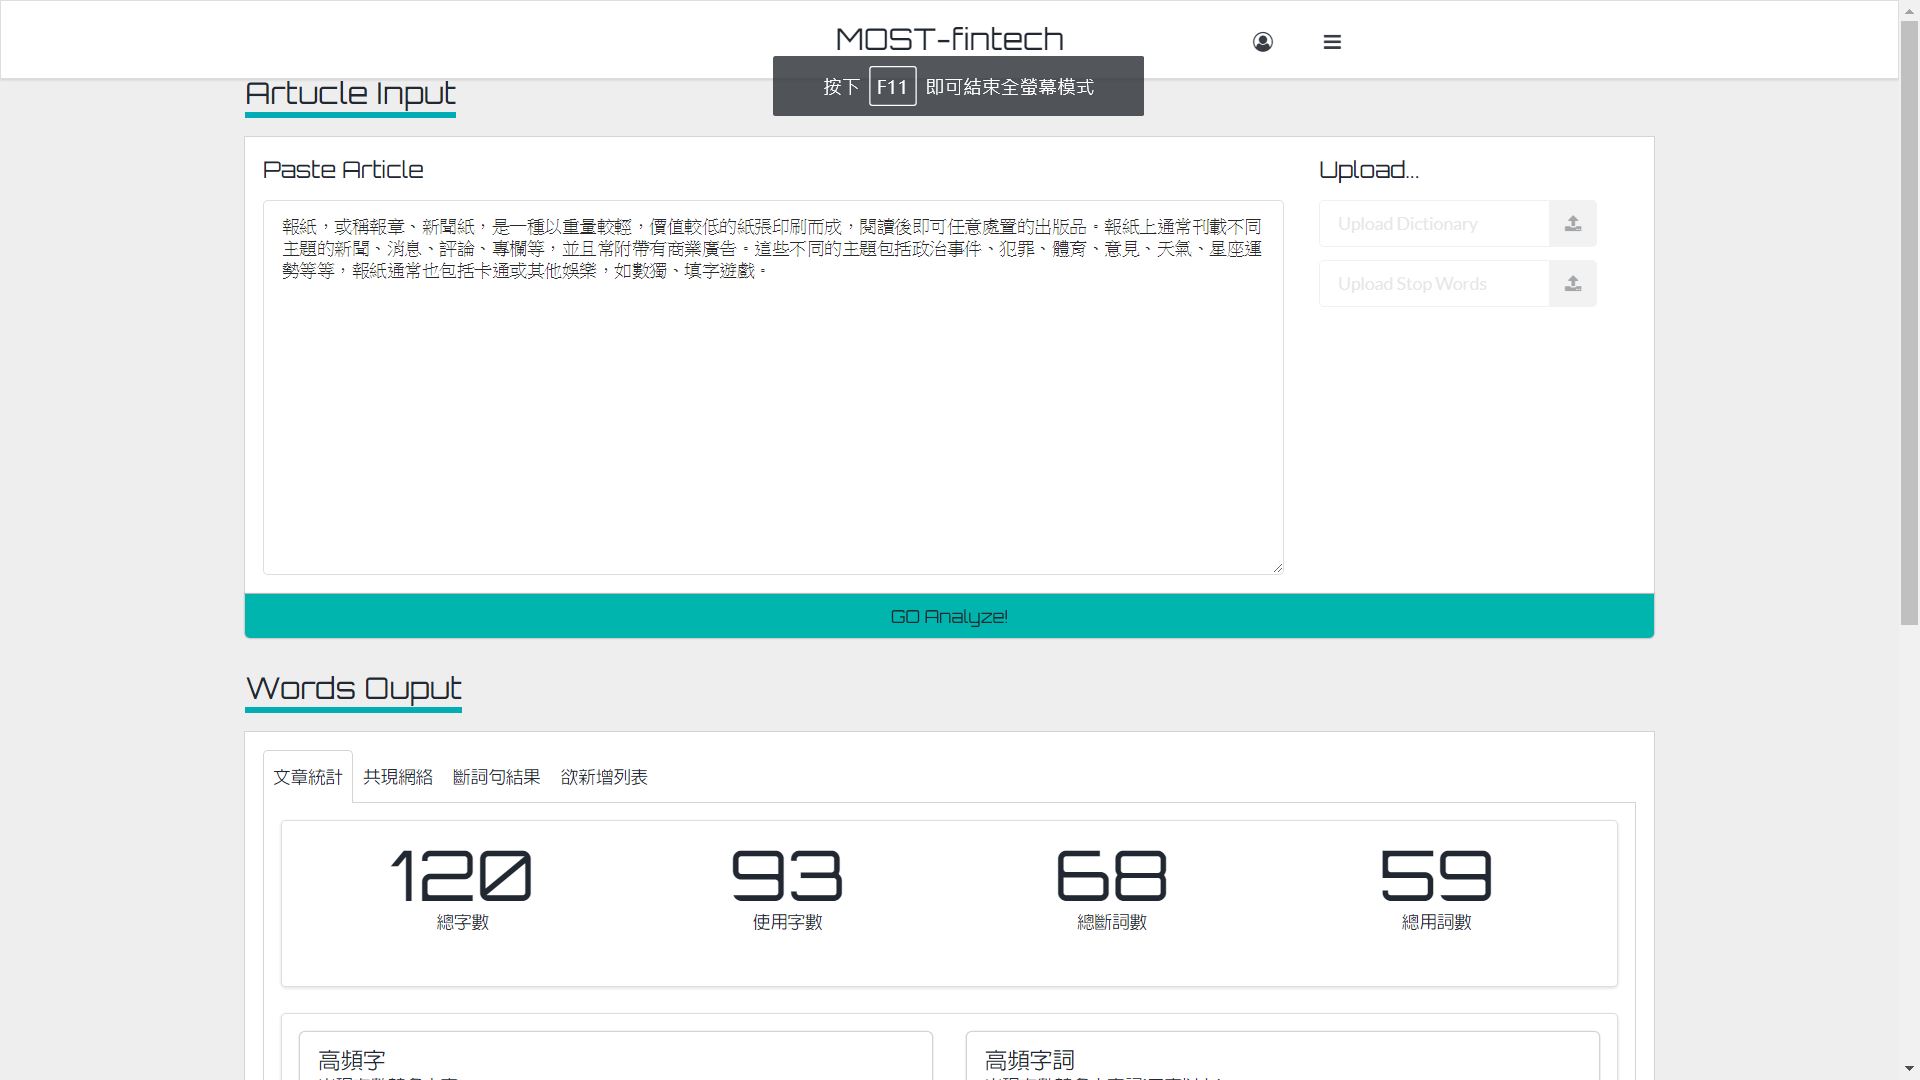 MOST-fintech
按下 F11 即可結束全螢幕模式
Artucle Input
Paste Article
Upload...
報紙，或稱報章、新聞紙，是一種以重量較輕，價值較低的紙張印刷而成，閱讀後即可任意處置的出版品。報紙上通常刊載不同
主題的新聞、消息、評論、專欄等，並且常附帶有商業廣告。這些不同的主題包括政治事件、犯罪、體育、意見、天氣、星座運
勢等等，報紙通常也包括卡通或其他娛樂，如數獨、填字遊戲。
Upload Dictionary
Upload Stop Words
GO Analyze!
Words Ouput
文章統計 共現網絡 斷詞句結果 欲新增列表
120 93 68 59
總字數 使用字數 總斷詞數 總用詞數
高頻字 高頻字詞